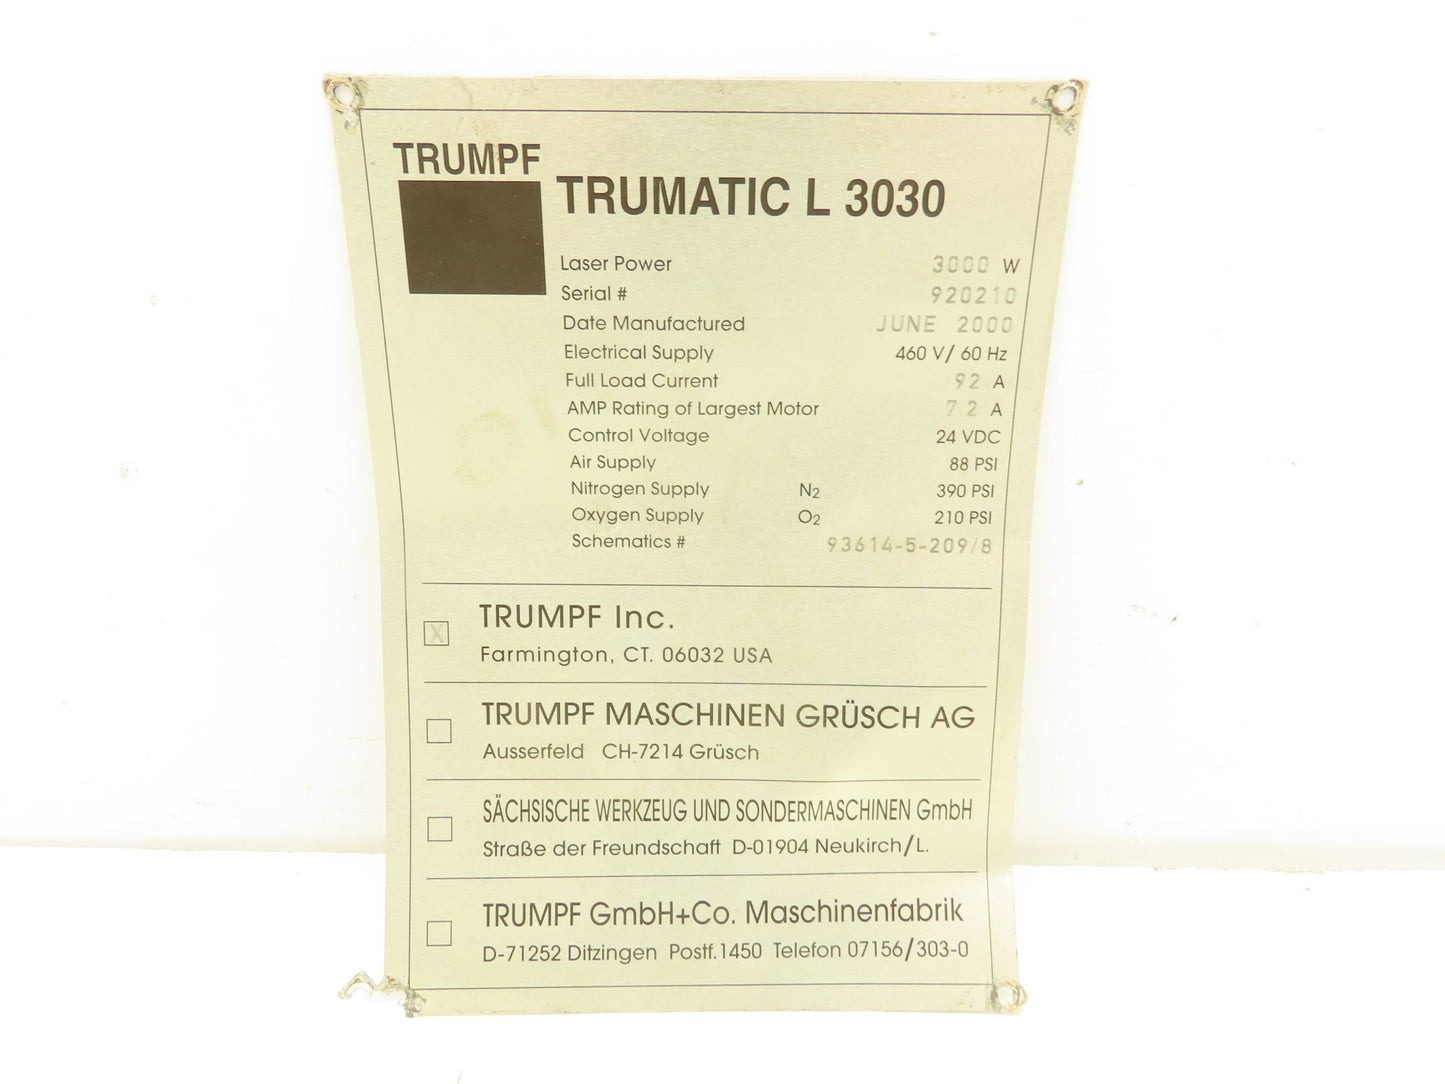 TRUMPF
TRUMATIC L 3030
Laser Power 3000 W
Serial # 920210
Date Manufactured JUNE 2000
Electrical Supply 460 V/ 60 Hz
Full Load Current 92 A
AMP Rating of Largest Motor 7.2 A
Control Voltage 24 VDC
Air Supply 88 PSI
Nitrogen Supply N2 390 PSI
Oxygen Supply O2 210 PSI
Schematics # 93614-5-209/8
X TRUMPF Inc.
Farmington, CT. 06032 USA
TRUMPF MASCHINEN GRÜSCH AG
Ausserfeld CH-7214 Grüsch
SÄCHSISCHE WERKZEUG UND SONDERMASCHINEN GmbH
Straße der Freundschaft D-01904 Neukirch/L.
TRUMPF GmbH+Co. Maschinenfabrik
D-71252 Ditzingen Postf.1450 Telefon 07156/303-0